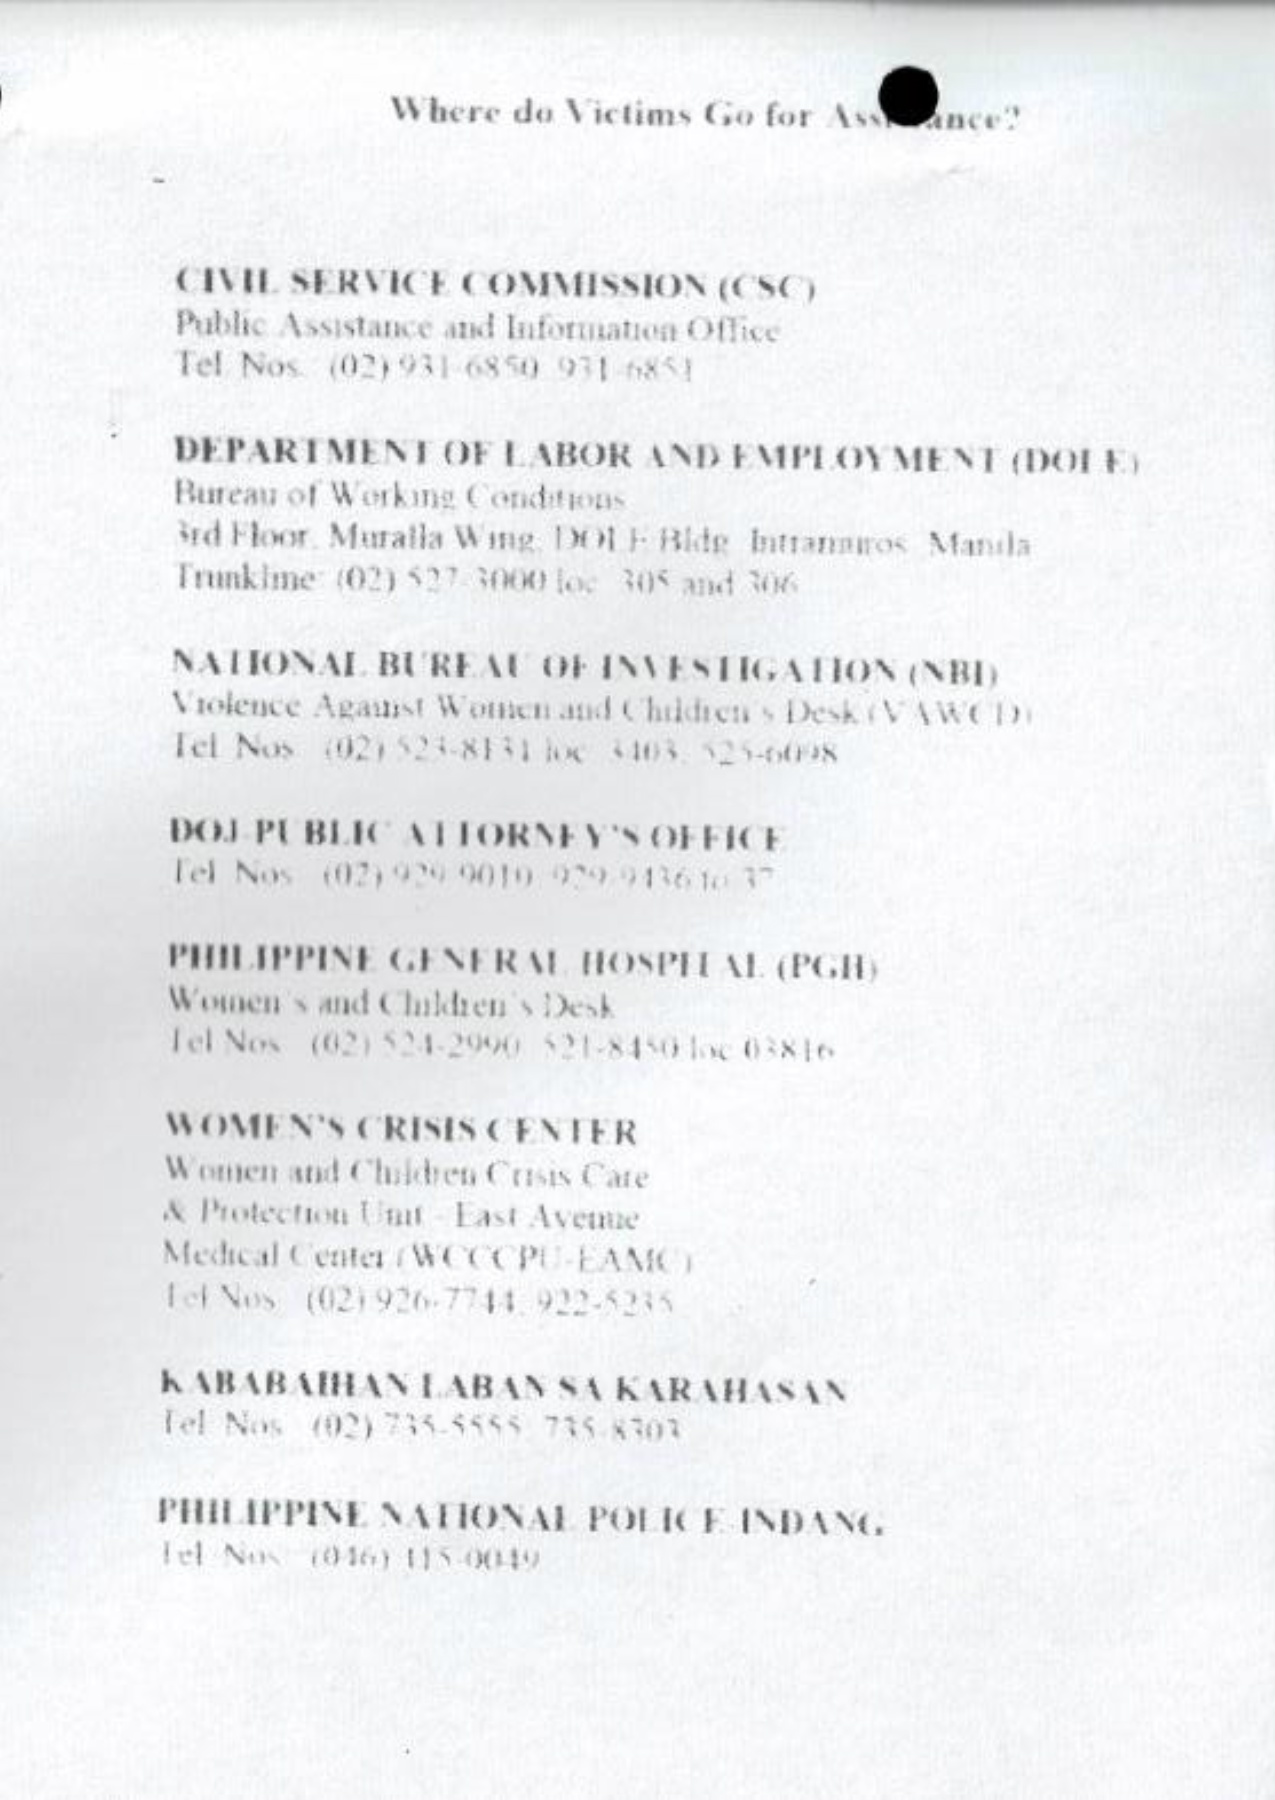 Where do Victims Go for Assistance?
CIVIL SERVICE COMMISSION (CSC)
Public Assistance and Information Office
Tel. Nos. (02) 931-6850, 931-6851
DEPARTMENT OF LABOR AND EMPLOYMENT (DOLE)
Bureau of Working Conditions
3rd Floor, Muralla Wing, DOLE Bldg. Intramuros, Manila
Trunkline: (02) 527-3000 loc. 305 and 306
NATIONAL BUREAU OF INVESTIGATION (NBI)
Violence Against Women and Children's Desk (VAWCD)
Tel. Nos. (02) 523-8131 loc. 3403, 525-6098
DOJ-PUBLIC ATTORNEY'S OFFICE
Tel. Nos. (02) 929-9010, 929-9436 to 37
PHILIPPINE GENERAL HOSPITAL (PGH)
Women's and Children's Desk
Tel Nos. (02) 524-2990, 521-8450 loc 03816
WOMEN'S CRISIS CENTER
Women and Children Crisis Care
& Protection Unit - East Avenue
Medical Center (WCCCPU-EAMC)
Tel Nos. (02) 926-7744, 922-5235
KABABAIHAN LABAN SA KARAHASAN
Tel. Nos. (02) 735-5555, 735-8303
PHILIPPINE NATIONAL POLICE-INDANG
Tel. Nos. (046) 415-0049